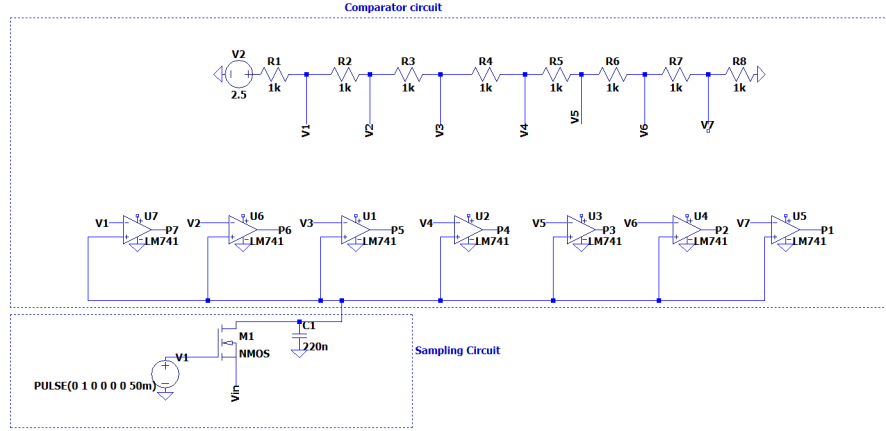 Comparator circuit
V2
2.5
R1
1k
R2
1k
R3
1k
R4
1k
R5
1k
R6
1k
R7
1k
R8
1k
V1
V2
V3
V4
V5
V6
V7
V1 U7 P7
LM741
V2 U6 P6
LM741
V3 U1 P5
LM741
V4 U2 P4
LM741
V5 U3 P3
LM741
V6 U4 P2
LM741
V7 U5 P1
LM741
C1
220n
M1
NMOS
Sampling Circuit
V1
PULSE(0 1 0 0 0 0 50m)
Vin